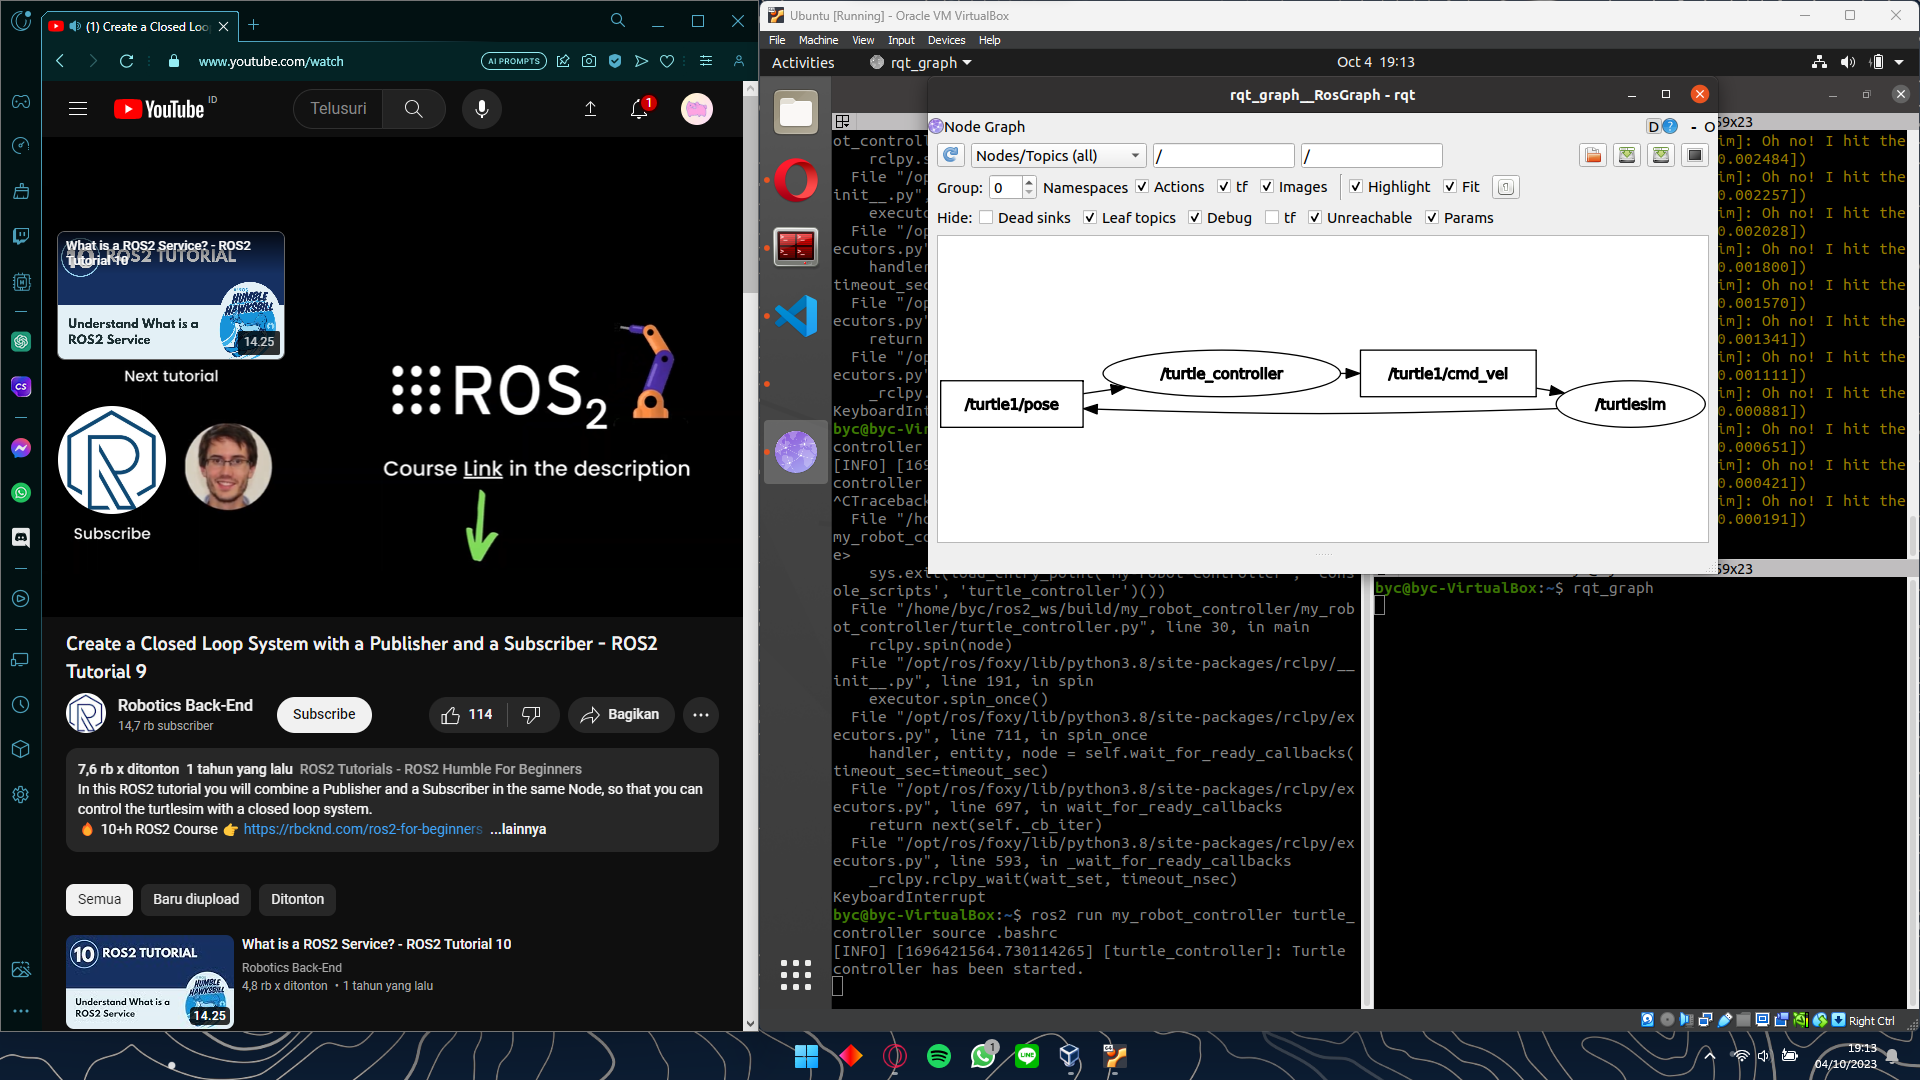 (1) Create a Closed Loo
www.youtube.com/watch
AI PROMPTS
YouTube ID
Telusuri
1
What is a ROS2 Service? - ROS2
Tutorial 10
ROS2 TUTORIAL
HUMBLE
HAWKSBILL
Understand What is a
ROS2 Service
14.25
Next tutorial
Subscribe
ROS2
Course Link in the description
Create a Closed Loop System with a Publisher and a Subscriber - ROS2
Tutorial 9
Robotics Back-End
14,7 rb subscriber
Subscribe
114
Bagikan
7,6 rb x ditonton 1 tahun yang lalu ROS2 Tutorials - ROS2 Humble For Beginners
In this ROS2 tutorial you will combine a Publisher and a Subscriber in the same Node, so that you can
control the turtlesim with a closed loop system.
🔥 10+h ROS2 Course 👉 https://rbcknd.com/ros2-for-beginners ...lainnya
Semua
Baru diupload
Ditonton
10 ROS2 TUTORIAL
HUMBLE
HAWKSBILL
Understand What is a
ROS2 Service
14.25
What is a ROS2 Service? - ROS2 Tutorial 10
Robotics Back-End
4,8 rb x ditonton • 1 tahun yang lalu
Ubuntu [Running] - Oracle VM VirtualBox
File Machine View Input Devices Help
Activities
rqt_graph
Oct 4 19:13
rqt_graph__RosGraph - rqt
Node Graph
D ? - O
Nodes/Topics (all)
/
/
Group: 0 Namespaces Actions tf Images Highlight Fit
Hide: Dead sinks Leaf topics Debug tf Unreachable Params
/turtle1/pose
/turtle_controller
/turtle1/cmd_vel
/turtlesim
59x23
ot_controlle
rclpy.s
File "/op
init__.py",
executo
File "/op
ecutors.py"
handler
timeout_sec
File "/op
ecutors.py"
return
File "/op
ecutors.py"
_rclpy.
KeyboardInt
byc@byc-Vir
controller
[INFO] [169
controller
^CTraceback
File "/ho
my_robot_co
e>
sys.exit(load_entry_point('my-robot-controller', 'cons
ole_scripts', 'turtle_controller')())
File "/home/byc/ros2_ws/build/my_robot_controller/my_rob
ot_controller/turtle_controller.py", line 30, in main
rclpy.spin(node)
File "/opt/ros/foxy/lib/python3.8/site-packages/rclpy/__
init__.py", line 191, in spin
executor.spin_once()
File "/opt/ros/foxy/lib/python3.8/site-packages/rclpy/ex
ecutors.py", line 711, in spin_once
handler, entity, node = self.wait_for_ready_callbacks(
timeout_sec=timeout_sec)
File "/opt/ros/foxy/lib/python3.8/site-packages/rclpy/ex
ecutors.py", line 697, in wait_for_ready_callbacks
return next(self._cb_iter)
File "/opt/ros/foxy/lib/python3.8/site-packages/rclpy/ex
ecutors.py", line 593, in _wait_for_ready_callbacks
_rclpy.rclpy_wait(wait_set, timeout_nsec)
KeyboardInterrupt
byc@byc-VirtualBox:~$ ros2 run my_robot_controller turtle_
controller source .bashrc
[INFO] [1696421564.730114265] [turtle_controller]: Turtle
controller has been started.
im]: Oh no! I hit the
0.002484])
im]: Oh no! I hit the
0.002257])
im]: Oh no! I hit the
0.002028])
im]: Oh no! I hit the
0.001800])
im]: Oh no! I hit the
0.001570])
im]: Oh no! I hit the
0.001341])
im]: Oh no! I hit the
0.001111])
im]: Oh no! I hit the
0.000881])
im]: Oh no! I hit the
0.000651])
im]: Oh no! I hit the
0.000421])
im]: Oh no! I hit the
0.000191])
59x23
byc@byc-VirtualBox:~$ rqt_graph
Right Ctrl
CS
1
19:13
04/10/2023